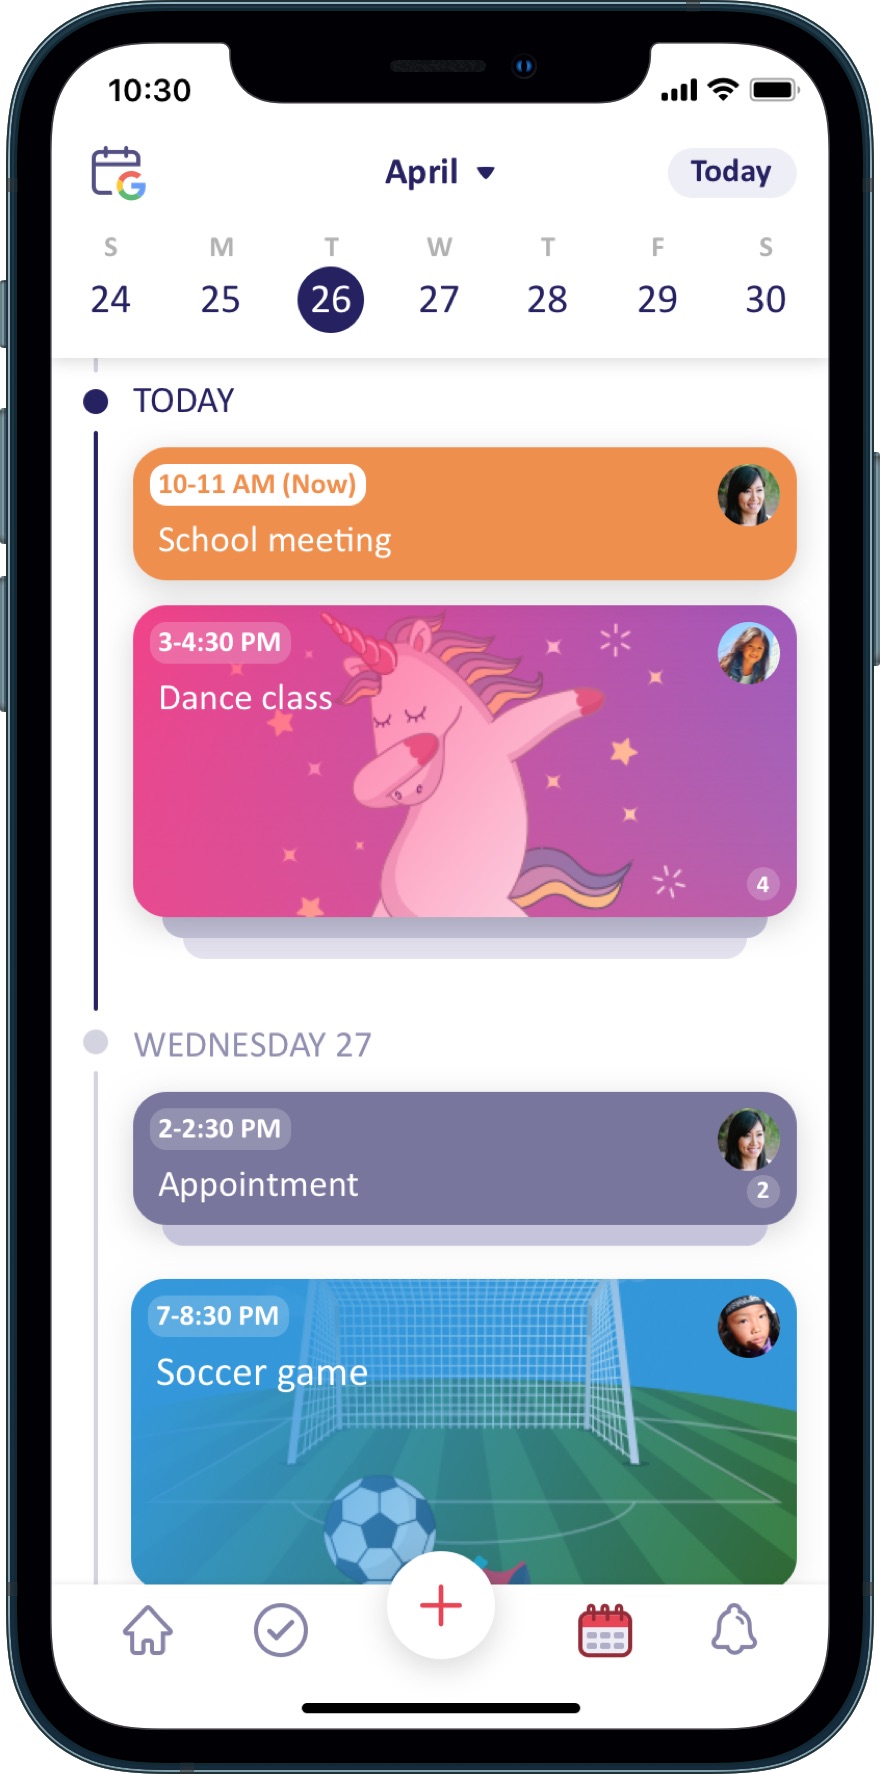 10:30
April
Today
S M T W T F S
24 25 26 27 28 29 30
TODAY
10-11 AM (Now)
School meeting
3-4:30 PM
Dance class
4
WEDNESDAY 27
2-2:30 PM
Appointment
2
7-8:30 PM
Soccer game